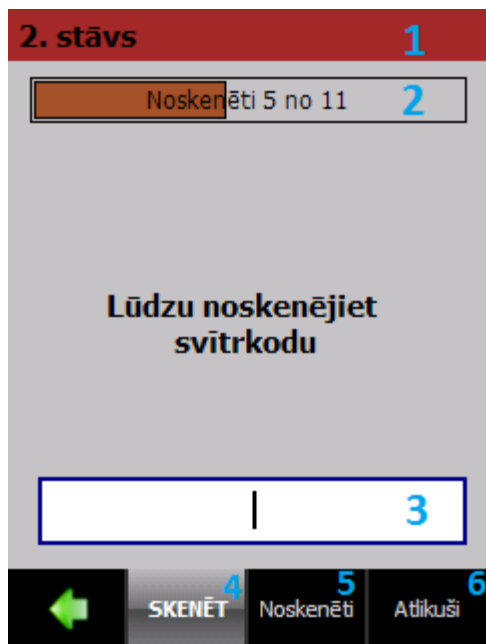 2. stāvs 1
Noskenēti 5 no 11 2
Lūdzu noskenējiet
svītrkodu
3
SKENĒT 4 Noskenēti 5 Atlikuši 6